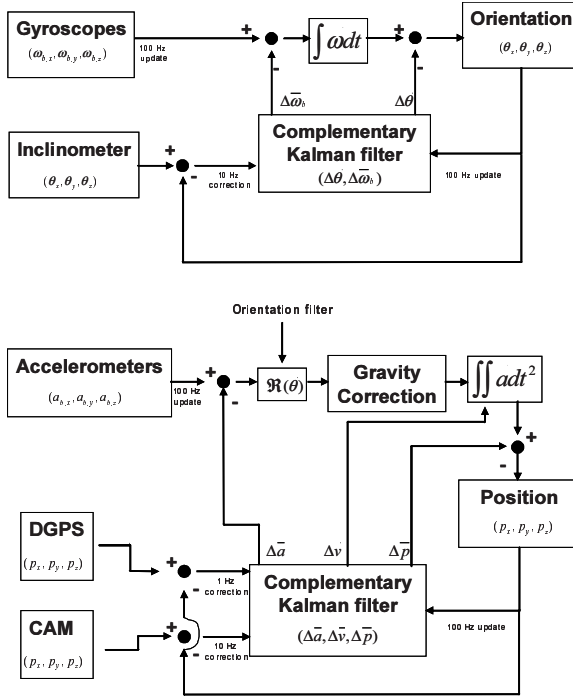 Gyroscopes
(ω_b,x, ω_b,y, ω_b,z)
100 Hz
update
+
-
∫ωdt
+
-
Orientation
(θ_x, θ_y, θ_z)
Δω̄_b
Δθ
Inclinometer
(θ_x, θ_y, θ_z)
+
-
10 Hz
correction
Complementary
Kalman filter
(Δθ, Δω̄_b)
100 Hz update
Orientation filter
Accelerometers
(a_b,x, a_b,y, a_b,z)
100 Hz
update
+
-
ℜ(θ)
Gravity
Correction
∬adt²
+
-
Position
(p_x, p_y, p_z)
Δā
Δv
Δp̄
DGPS
(p_x, p_y, p_z)
+
-
1 Hz
correction
Complementary
Kalman filter
(Δā, Δv̄, Δp̄)
100 Hz update
CAM
(p_x, p_y, p_z)
+
-
10 Hz
correction